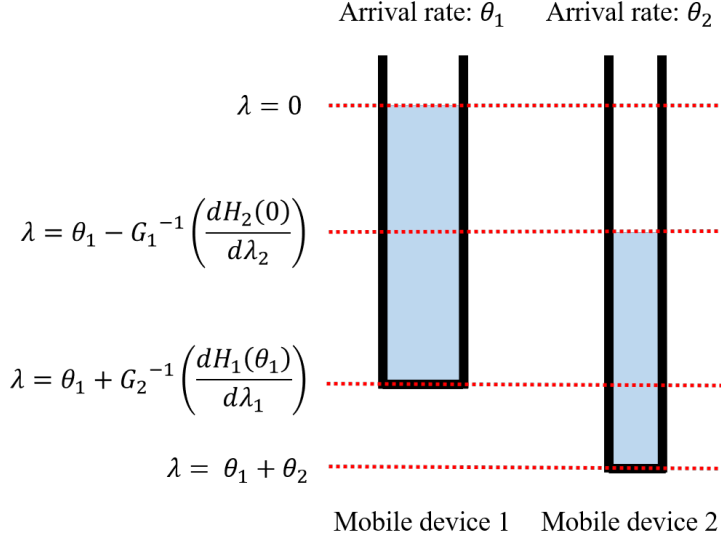 Arrival rate: θ₁ Arrival rate: θ₂
λ = 0
λ = θ₁ − G₁⁻¹(dH₂(0)/dλ₂)
λ = θ₁ + G₂⁻¹(dH₁(θ₁)/dλ₁)
λ = θ₁ + θ₂
Mobile device 1 Mobile device 2